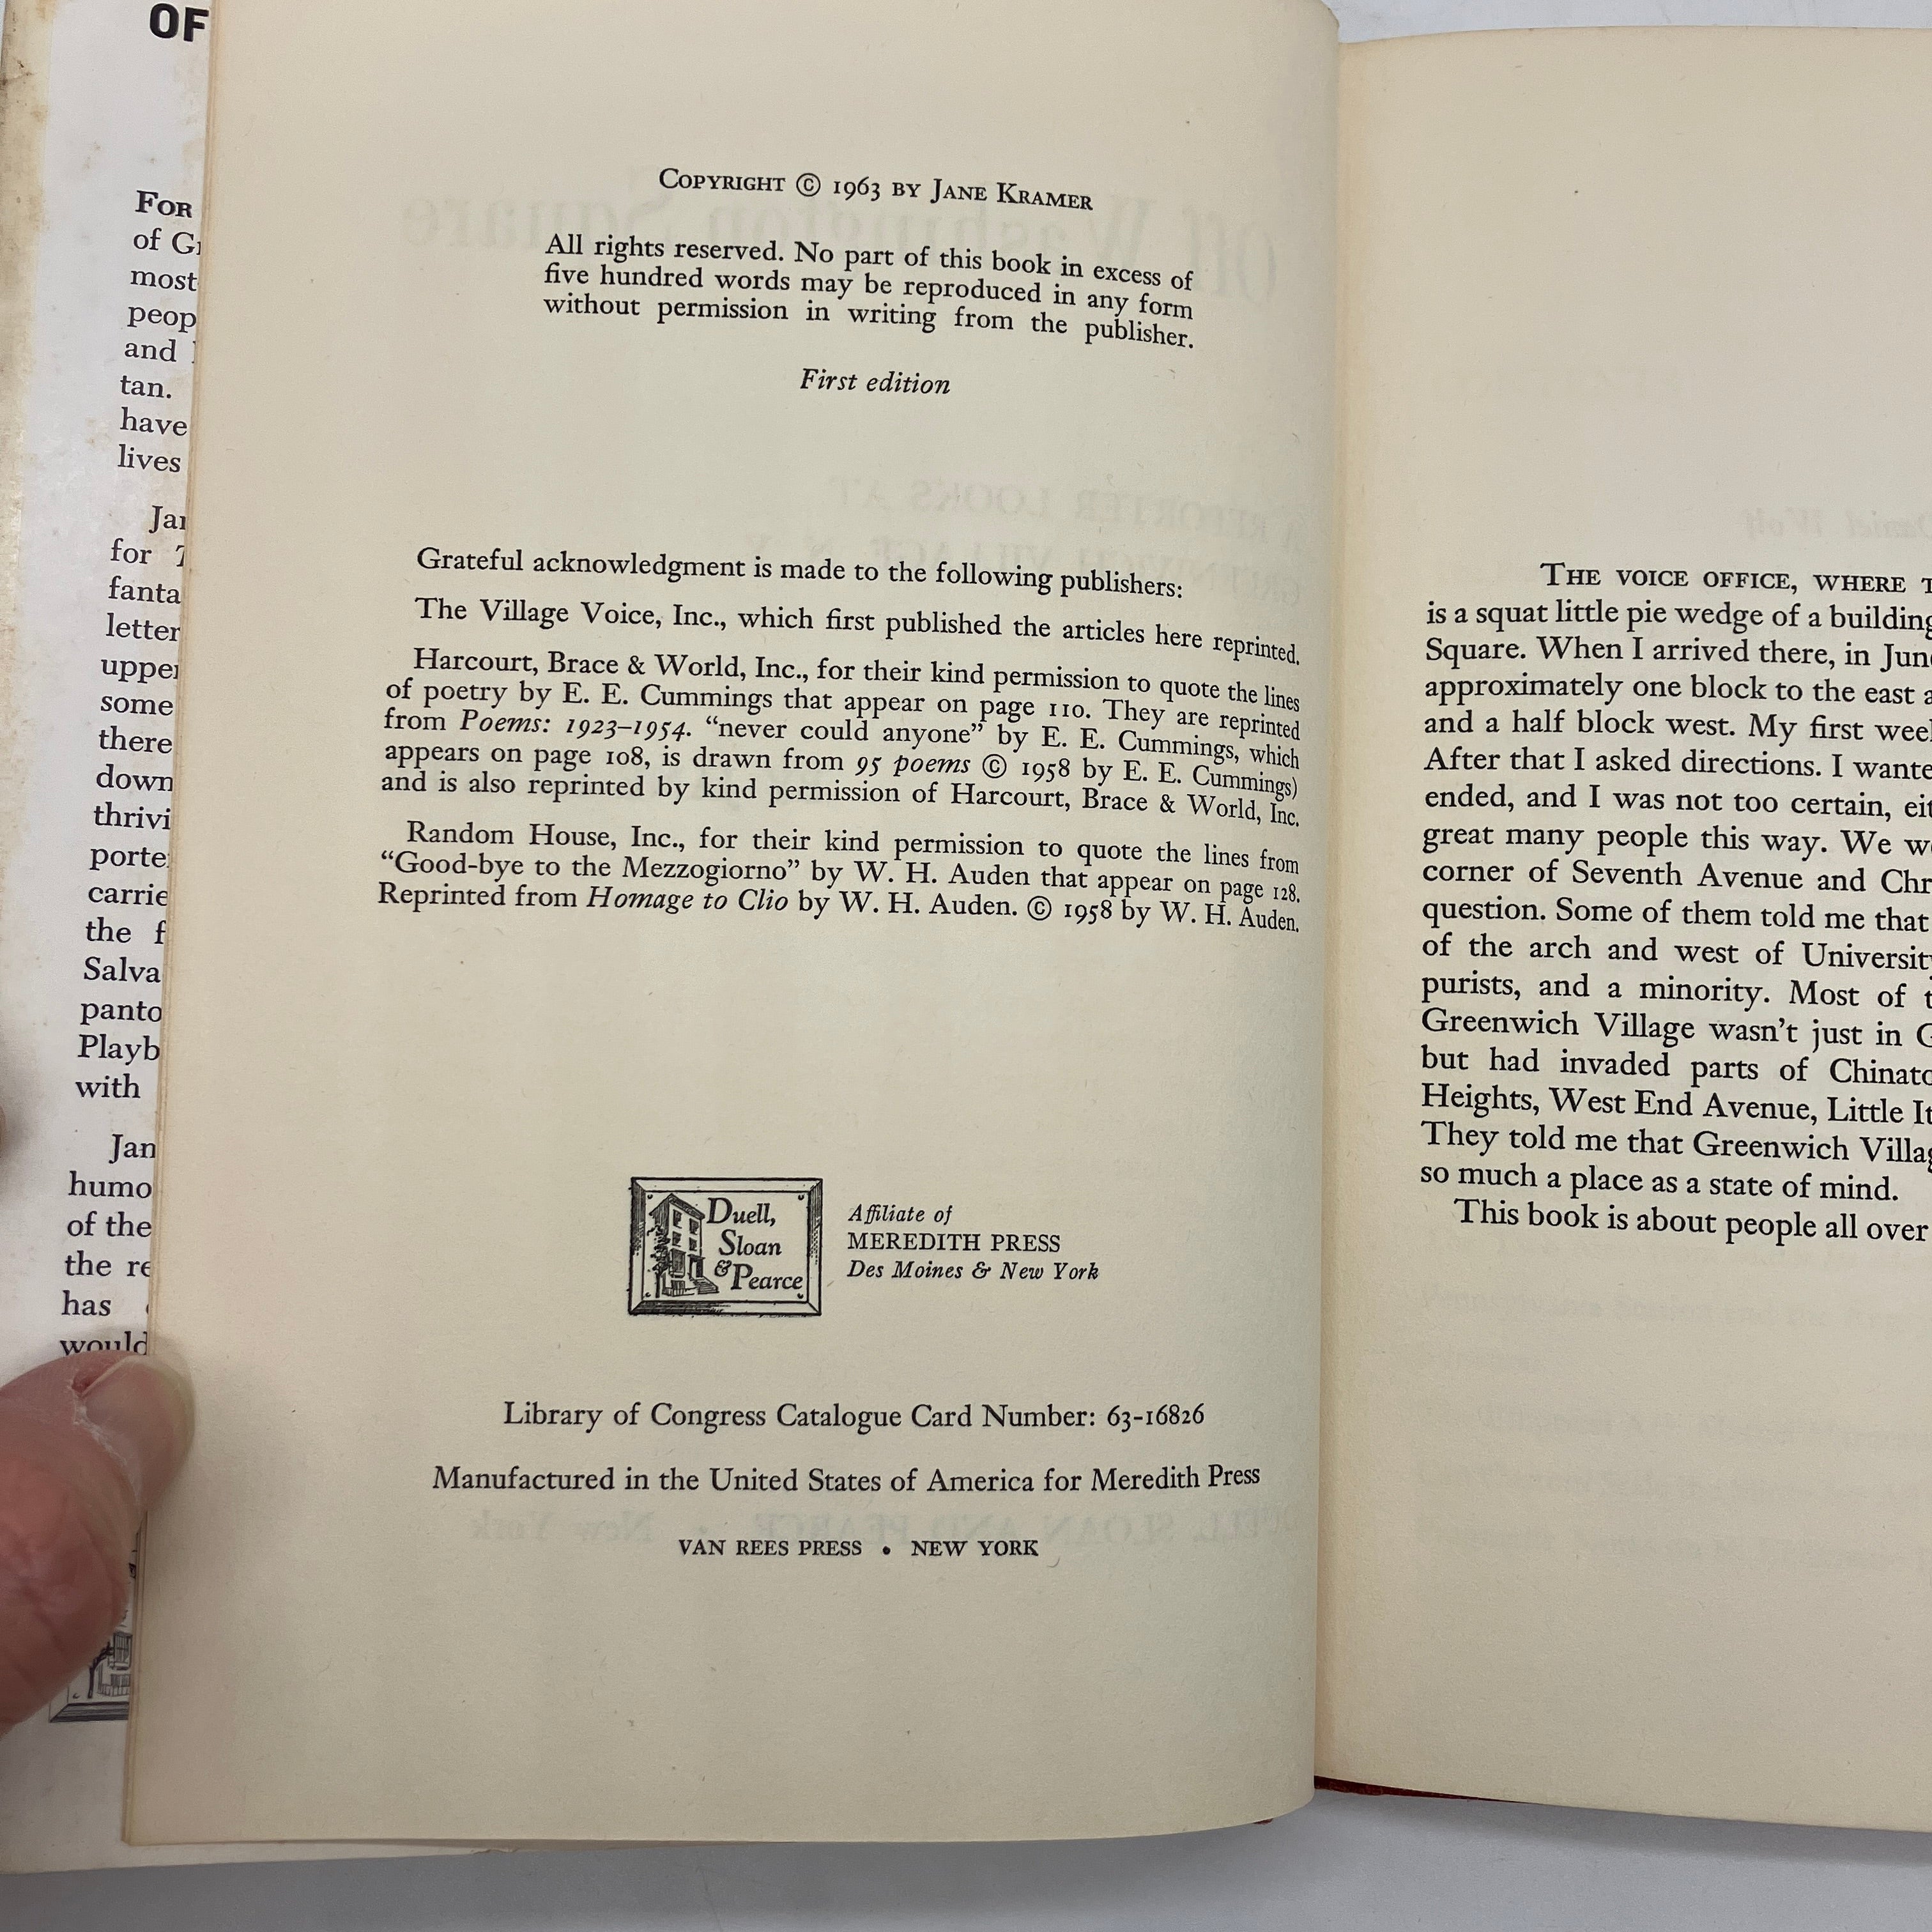 OF
FOR
of
most
peop
and
tan.
have
lives
for
fanta
letter
upper
some
there
down
thrivi
porte
carrie
the
Salva
panto
Playb
with
Jan
humo
of the
the re
has
would
COPYRIGHT © 1963 BY JANE KRAMER
All rights reserved. No part of this book in excess of
five hundred words may be reproduced in any form
without permission in writing from the publisher.
First edition
Grateful acknowledgment is made to the following publishers:
The Village Voice, Inc., which first published the articles here reprinted.
Harcourt, Brace & World, Inc., for their kind permission to quote the lines
of poetry by E. E. Cummings that appear on page 110. They are reprinted
from Poems: 1923–1954. “never could anyone” by E. E. Cummings, which
appears on page 108, is drawn from 95 poems © 1958 by E. E. Cummings)
and is also reprinted by kind permission of Harcourt, Brace & World, Inc.
Random House, Inc., for their kind permission to quote the lines from
“Good-bye to the Mezzogiorno” by W. H. Auden that appear on page 128.
Reprinted from Homage to Clio by W. H. Auden. © 1958 by W. H. Auden.
Duell,
Sloan
& Pearce
Affiliate of
MEREDITH PRESS
Des Moines & New York
Library of Congress Catalogue Card Number: 63-16826
Manufactured in the United States of America for Meredith Press
VAN REES PRESS • NEW YORK
THE VOICE OFFICE, WHERE
is a squat little pie wedge of a building
Square. When I arrived there, in Jun
approximately one block to the east
and a half block west. My first wee
After that I asked directions. I wante
ended, and I was not too certain, eit
great many people this way. We w
corner of Seventh Avenue and Chr
question. Some of them told me that
of the arch and west of Universit
purists, and a minority. Most of
Greenwich Village wasn’t just in
but had invaded parts of Chinato
Heights, West End Avenue, Little It
They told me that Greenwich Villag
so much a place as a state of mind.
This book is about people all over